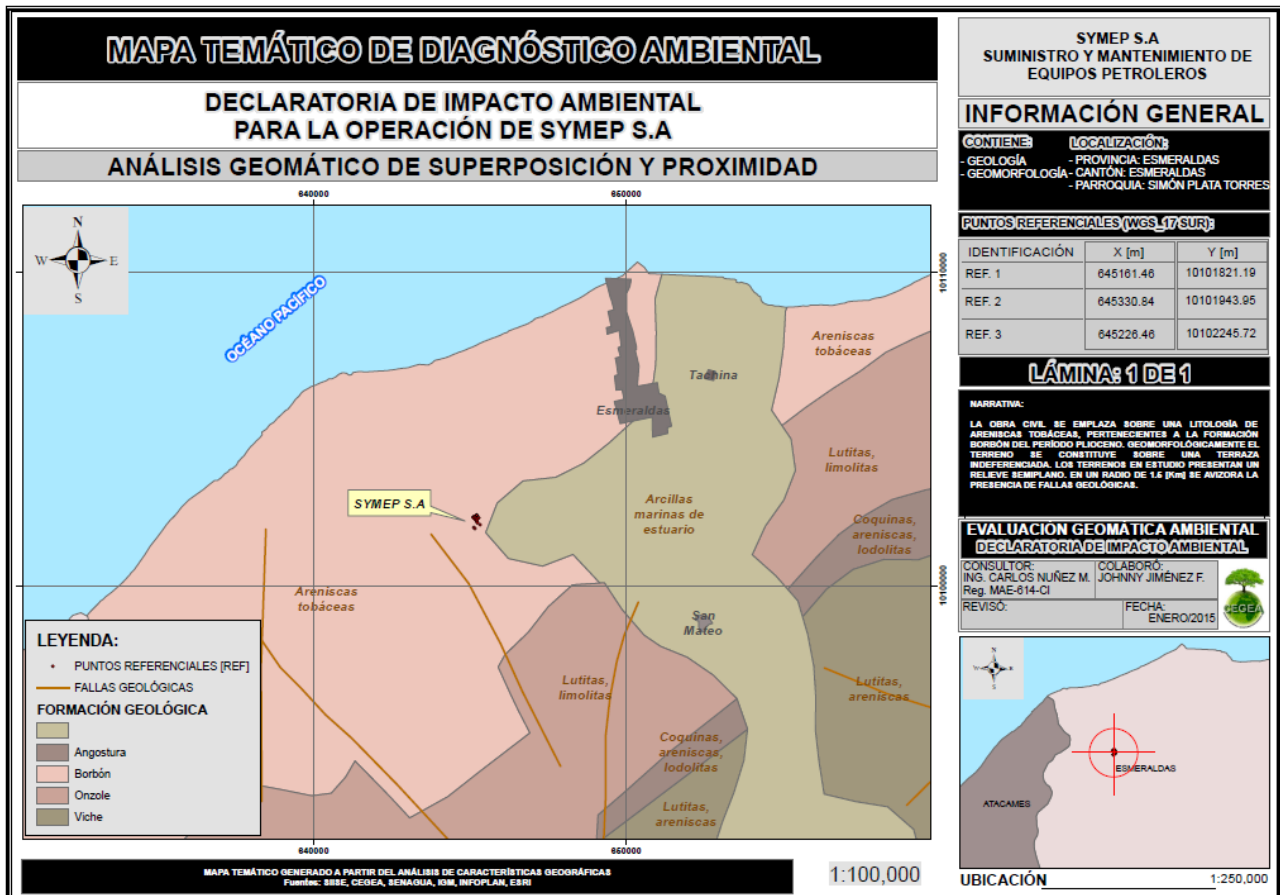 MAPA TEMÁTICO DE DIAGNÓSTICO AMBIENTAL
DECLARATORIA DE IMPACTO AMBIENTAL
PARA LA OPERACIÓN DE SYMEP S.A
ANÁLISIS GEOMÁTICO DE SUPERPOSICIÓN Y PROXIMIDAD
640000
650000
N
W
E
S
OCÉANO PACÍFICO
10110000
Areniscas
tobáceas
Tachina
Esmeraldas
Lutitas,
limolitas
SYMEP S.A
Arcillas
marinas de
estuario
Coquinas,
areniscas,
lodolitas
10100000
Areniscas
tobáceas
San
Mateo
Lutitas,
limolitas
Lutitas,
areniscas
Coquinas,
areniscas,
lodolitas
Lutitas,
areniscas
LEYENDA:
PUNTOS REFERENCIALES [REF]
FALLAS GEOLÓGICAS
FORMACIÓN GEOLÓGICA
Angostura
Borbón
Onzole
Viche
640000
650000
MAPA TEMÁTICO GENERADO A PARTIR DEL ANÁLISIS DE CARACTERÍSTICAS GEOGRÁFICAS
Fuentes: SIISE, CEGEA, SENAGUA, IGM, INFOPLAN, ESRI
1:100,000
SYMEP S.A
SUMINISTRO Y MANTENIMIENTO DE
EQUIPOS PETROLEROS
INFORMACIÓN GENERAL
CONTIENE:
- GEOLOGÍA
- GEOMORFOLOGÍA
LOCALIZACIÓN:
- PROVINCIA: ESMERALDAS
- CANTÓN: ESMERALDAS
- PARROQUIA: SIMÓN PLATA TORRES
PUNTOS REFERENCIALES (WGS_17 SUR):
IDENTIFICACIÓN X [m] Y [m]
REF. 1 645161.46 10101821.19
REF. 2 645330.84 10101943.95
REF. 3 645226.46 10102245.72
LÁMINA: 1 DE 1
NARRATIVA:
LA OBRA CIVIL SE EMPLAZA SOBRE UNA LITOLOGÍA DE
ARENISCAS TOBÁCEAS, PERTENECIENTES A LA FORMACIÓN
BORBÓN DEL PERÍODO PLIOCENO. GEOMORFOLÓGICAMENTE EL
TERRENO SE CONSTITUYE SOBRE UNA TERRAZA
INDEFERENCIADA. LOS TERRENOS EN ESTUDIO PRESENTAN UN
RELIEVE SEMIPLANO. EN UN RADIO DE 1.6 [Km] SE AVIZORA LA
PRESENCIA DE FALLAS GEOLÓGICAS.
EVALUACIÓN GEOMÁTICA AMBIENTAL
DECLARATORIA DE IMPACTO AMBIENTAL
CONSULTOR:
ING. CARLOS NUÑEZ M.
Reg. MAE-614-CI
COLABORÓ:
JOHNNY JIMÉNEZ F.
REVISÓ:
FECHA:
ENERO/2015
CEGEA
N
W
E
S
ESMERALDAS
ATACAMES
UBICACIÓN
1:250,000